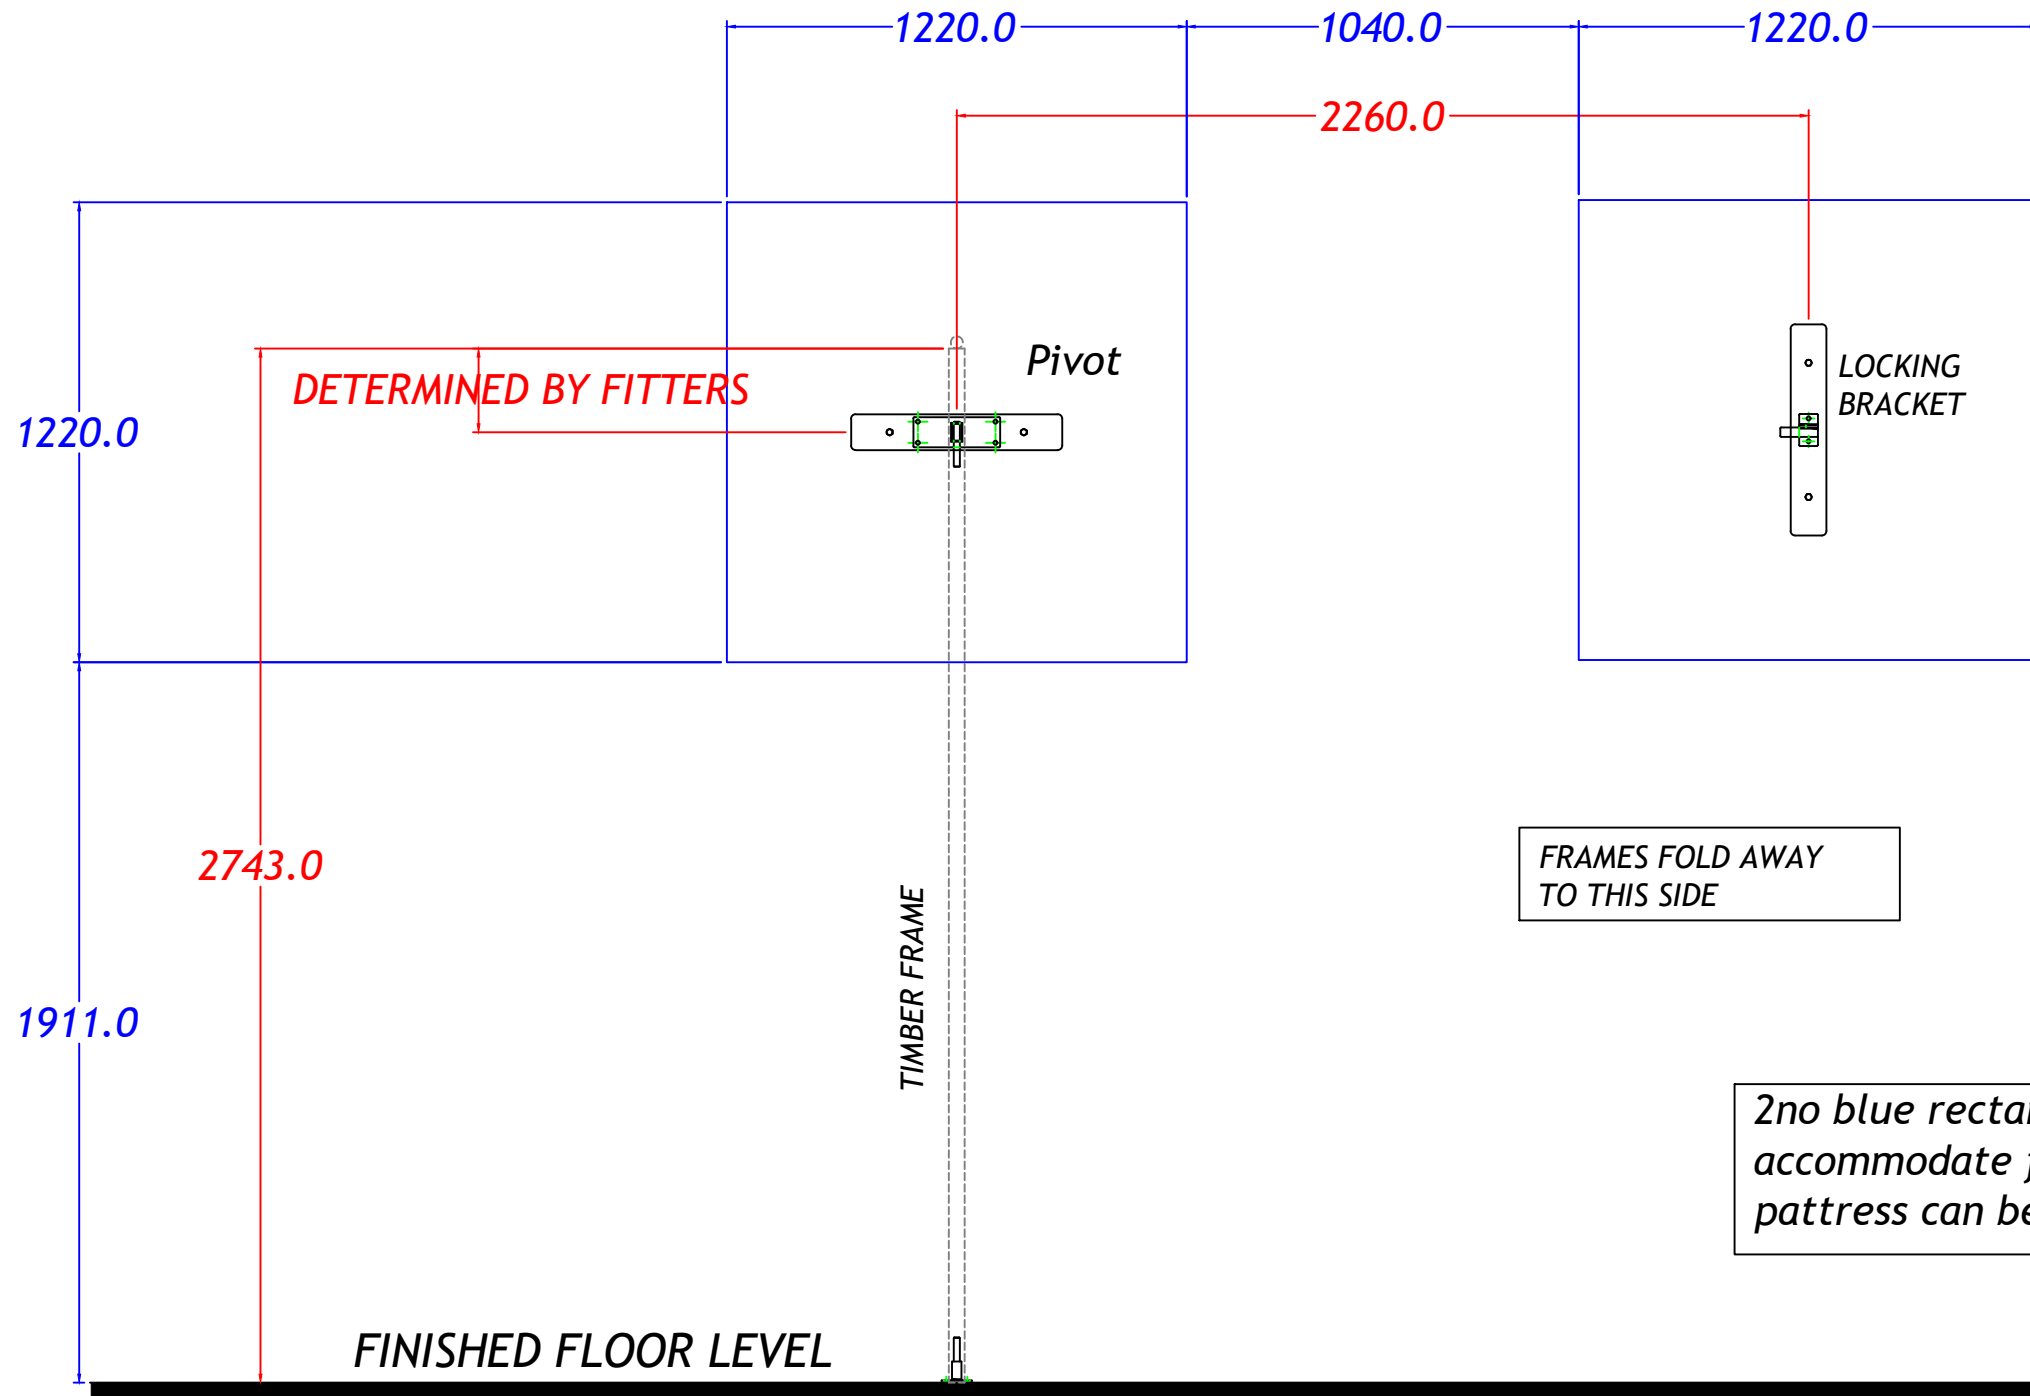 1220.0
1040.0
1220.0
2260.0
Pivot
LOCKING
BRACKET
DETERMINED BY FITTERS
1220.0
2743.0
FRAMES FOLD AWAY
TO THIS SIDE
TIMBER FRAME
1911.0
2no blue
accommodate
pattress can be
FINISHED FLOOR LEVEL